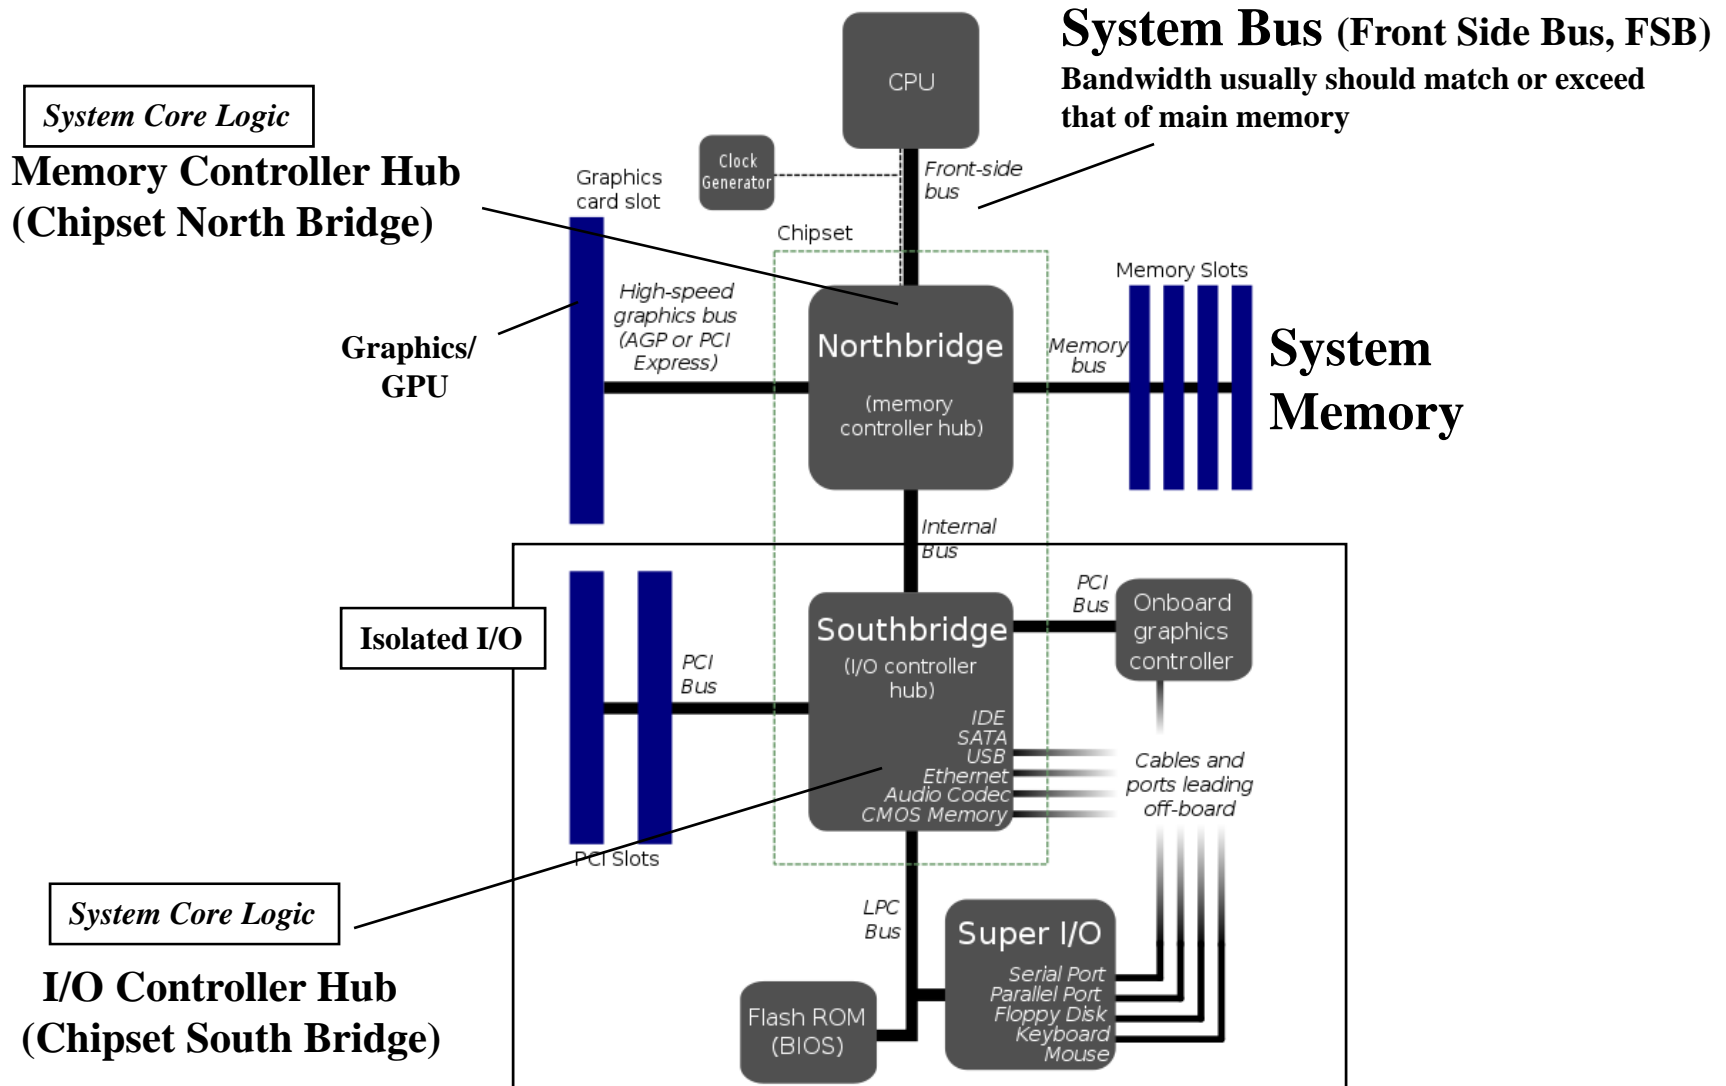 System Bus (Front Side Bus, FSB)
Bandwidth usually should match or exceed
that of main memory
CPU
System Core Logic
Memory Controller Hub
(Chipset North Bridge)
Clock
Generator
Front-side
bus
Graphics
card slot
Chipset
High-speed
graphics bus
(AGP or PCI
Express)
Graphics/
GPU
Northbridge
(memory
controller hub)
Memory
bus
Memory Slots
System
Memory
Internal
Bus
Isolated I/O
PCI
Bus
PCI Slots
Southbridge
(I/O controller
hub)
IDE
SATA
USB
Ethernet
Audio Codec
CMOS Memory
PCI
Bus
Onboard
graphics
controller
Cables and
ports leading
off-board
System Core Logic
I/O Controller Hub
(Chipset South Bridge)
LPC
Bus
Super I/O
Serial Port
Parallel Port
Floppy Disk
Keyboard
Mouse
Flash ROM
(BIOS)